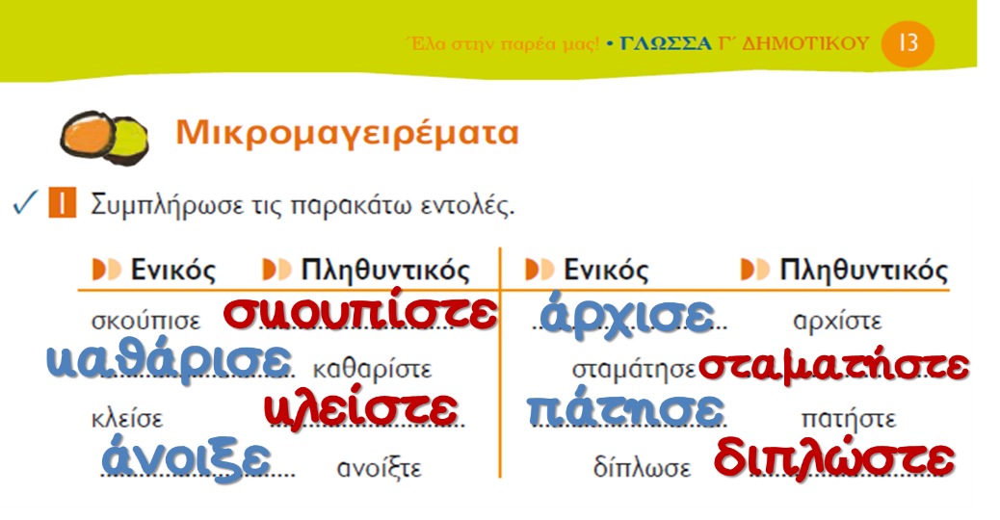 Έλα στην παρέα μας! • ΓΛΩΣΣΑ Γ΄ ΔΗΜΟΤΙΚΟΥ 13
Μικρομαγειρέματα
✓ 1 Συμπλήρωσε τις παρακάτω εντολές.
Ενικός Πληθυντικός Ενικός Πληθυντικός
σκούπισε σκουπίστε άρχισε αρχίστε
καθάρισε καθαρίστε σταμάτησε σταματήστε
κλείσε κλείστε πάτησε πατήστε
άνοιξε ανοίξτε δίπλωσε διπλώστε